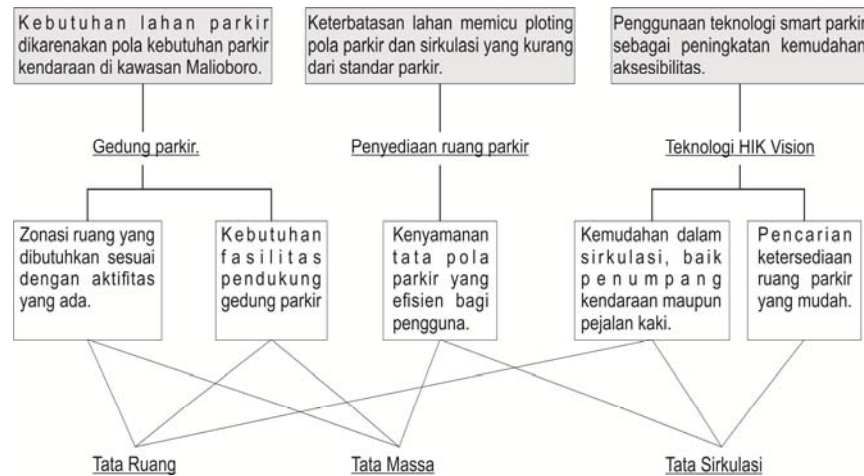 Kebutuhan lahan parkir
dikarenakan pola kebutuhan parkir
kendaraan di kawasan Malioboro.
Keterbatasan lahan memicu ploting
pola parkir dan sirkulasi yang kurang
dari standar parkir.
Penggunaan teknologi smart parkir
sebagai peningkatan kemudahan
aksesibilitas.
Gedung parkir.
Penyediaan ruang parkir
Teknologi HIK Vision
Zonasi ruang yang
dibutuhkan sesuai
dengan aktifitas
yang ada.
Kebutuhan
fasilitas
pendukung
gedung parkir
Kenyamanan
tata pola
parkir yang
efisien bagi
pengguna.
Kemudahan dalam
sirkulasi, baik
penumpang
kendaraan maupun
pejalan kaki.
Pencarian
ketersediaan
ruang parkir
yang mudah.
Tata Ruang
Tata Massa
Tata Sirkulasi